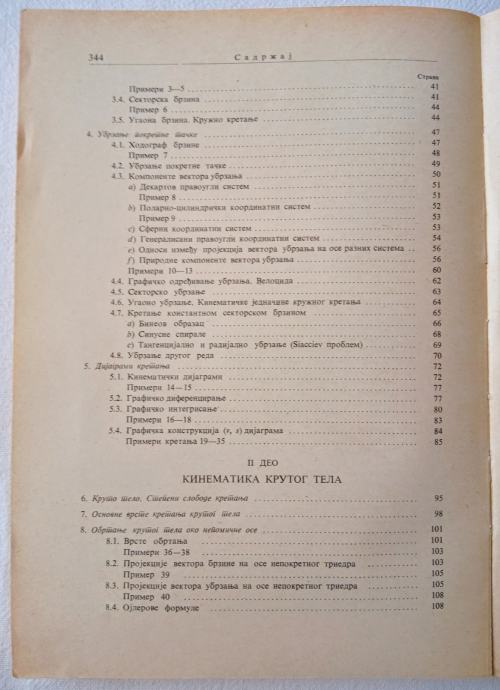 344 Садржај
Страна
Примери 3—5 41
3.4. Секторска брзина 41
Пример 6 44
3.5. Угаона брзина. Кружно кретање 44
4. Убрзање покретне тачке 47
4.1. Ходограф брзине 47
Пример 7 48
4.2. Убрзање покретне тачке 49
4.3. Компоненте вектора убрзања 50
a) Декартов правоугли систем 51
Пример 8 51
b) Поларно-цилиндрички координатни систем 52
Пример 9 53
c) Сферни координатни систем 53
d) Генералисани правоугли координатни систем 54
e) Односи између пројекција вектора убрзања на осе разних система 56
f) Природне компоненте вектора убрзања 56
Примери 10—13 60
4.4. Графичко одређивање убрзања. Велоцида 62
4.5. Секторско убрзање 63
4.6. Угаоно убрзање. Кинематичке једначине кружног кретања 64
4.7. Кретање константном секторском брзином 65
a) Бинеов образац 66
b) Синусне спирале 68
c) Тангенцијално и радијално убрзање (Siacciev проблем) 69
4.8. Убрзање другог реда 70
5. Дијаграми кретања 72
5.1. Кинематички дијаграми 72
Примери 14—15 77
5.2. Графичко диференцирање 77
5.3. Графичко интегрисање 80
Примери 16—18 83
5.4. Графичка конструкција (v, s) дијаграма 84
Примери кретања 19—35 85
II ДЕО
КИНЕМАТИКА КРУТОГ ТЕЛА
6. Круто тело. Степени слободе кретања 95
7. Основне врсте кретања крутог тела 98
8. Обртање крутог тела око непомичне осе 101
8.1. Врсте обртања 101
Примери 36—38 103
8.2. Пројекције вектора брзине на осе непокретног триедра 103
Пример 39 105
8.3. Пројекције вектора убрзања на осе непокретног триедра 105
Пример 40 108
8.4. Ојлерове формуле 108